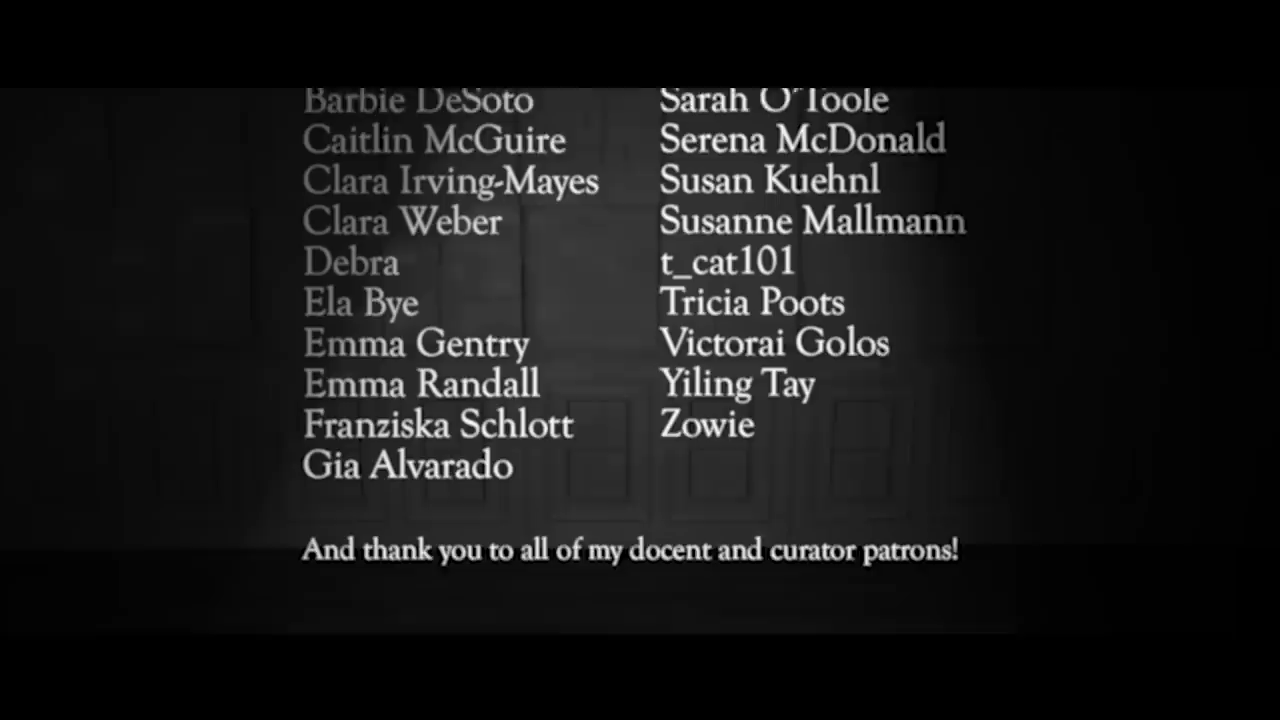 Barbie DeSoto
Caitlin McGuire
Clara Irving-Mayes
Clara Weber
Debra
Ela Bye
Emma Gentry
Emma Randall
Franziska Schlott
Gia Alvarado
Sarah O'Toole
Serena McDonald
Susan Kuehnl
Susanne Mallmann
t_cat101
Tricia Poots
Victorai Golos
Yiling Tay
Zowie
And thank you to all of my docent and curator patrons!